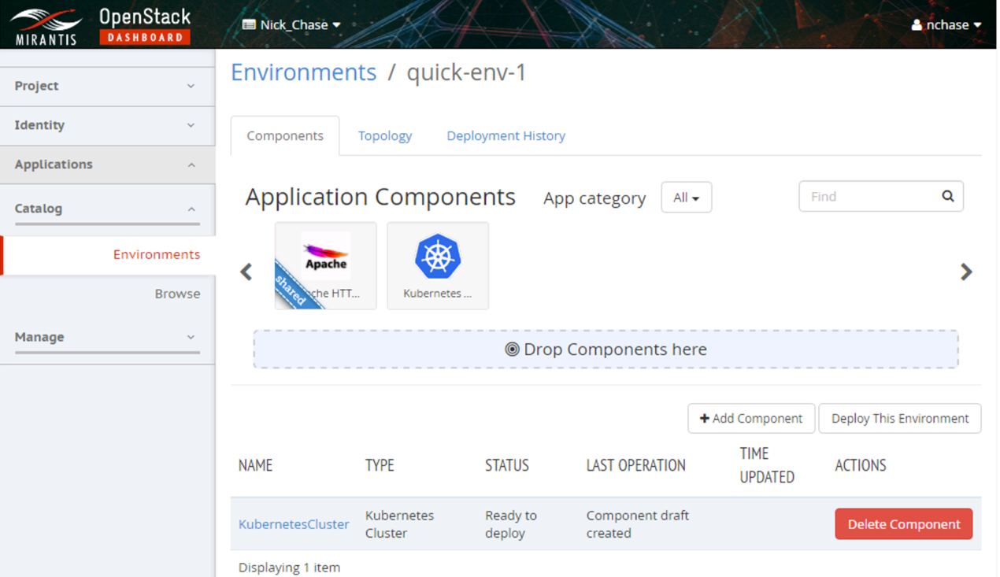 MIRANTIS
OpenStack
DASHBOARD
Nick_Chase
nchase
Project
Identity
Applications
Catalog
Environments
Browse
Manage
Environments / quick-env-1
Components Topology Deployment History
Application Components App category All Find
Apache
shared
che HTT...
Kubernetes ...
Drop Components here
Add Component Deploy This Environment
NAME TYPE STATUS LAST OPERATION TIME UPDATED ACTIONS
KubernetesCluster Kubernetes Cluster Ready to deploy Component draft created Delete Component
Displaying 1 item